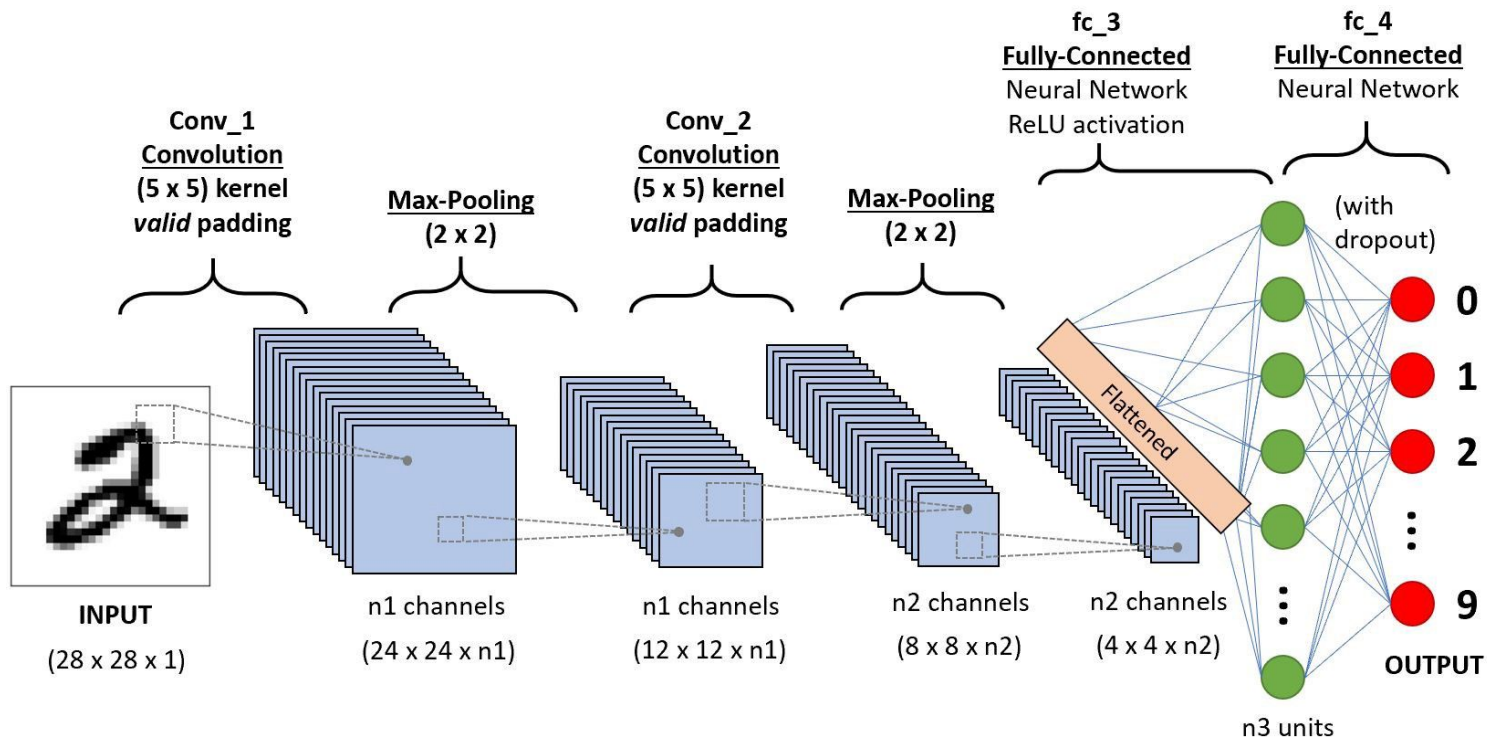 Conv_1
Convolution
(5 x 5) kernel
valid padding
Max-Pooling
(2 x 2)
Conv_2
Convolution
(5 x 5) kernel
valid padding
Max-Pooling
(2 x 2)
fc_3
Fully-Connected
Neural Network
ReLU activation
fc_4
Fully-Connected
Neural Network
(with
dropout)
INPUT
(28 x 28 x 1)
n1 channels
(24 x 24 x n1)
n1 channels
(12 x 12 x n1)
n2 channels
(8 x 8 x n2)
n2 channels
(4 x 4 x n2)
Flattened
n3 units
0
1
2
9
OUTPUT
2